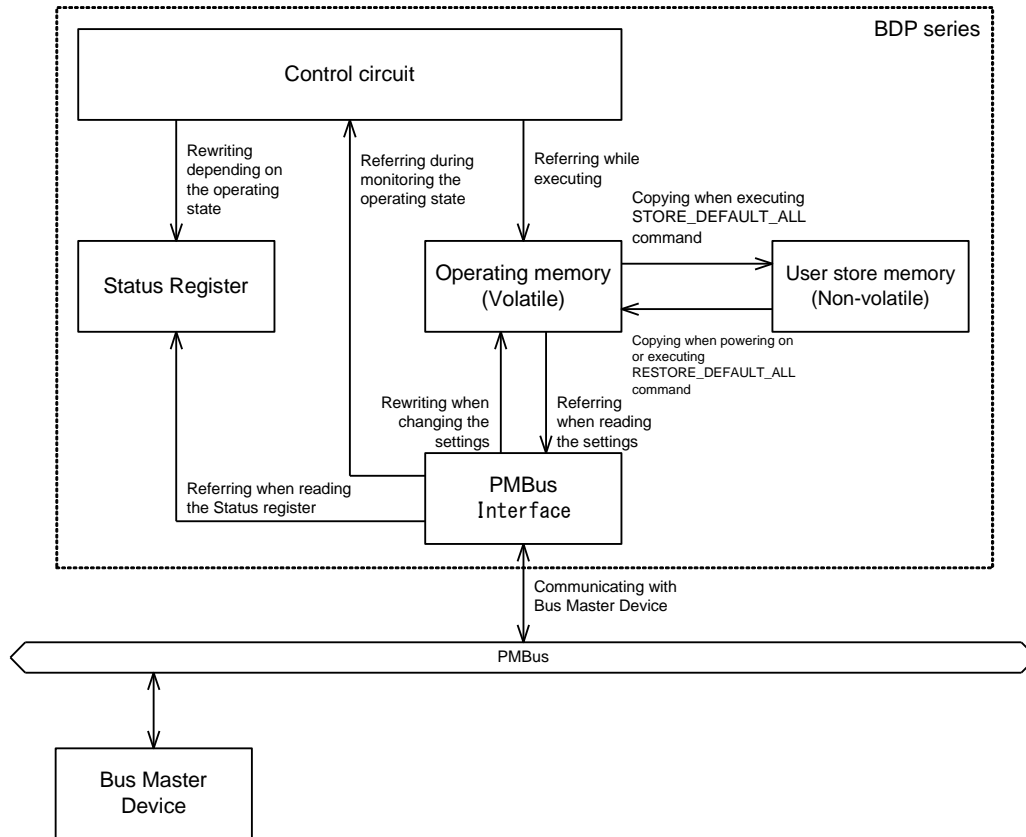 BDP series
Control circuit
Rewriting
depending on
the operating
state
Referring during
monitoring the
operating state
Referring while
executing
Copying when executing
STORE_DEFAULT_ALL
command
Status Register
Operating memory
(Volatile)
User store memory
(Non-volatile)
Copying when powering on
or executing
RESTORE_DEFAULT_ALL
command
Rewriting when
changing the
settings
Referring
when reading
the settings
Referring when reading
the Status register
PMBus
Interface
Communicating with
Bus Master Device
PMBus
Bus Master
Device